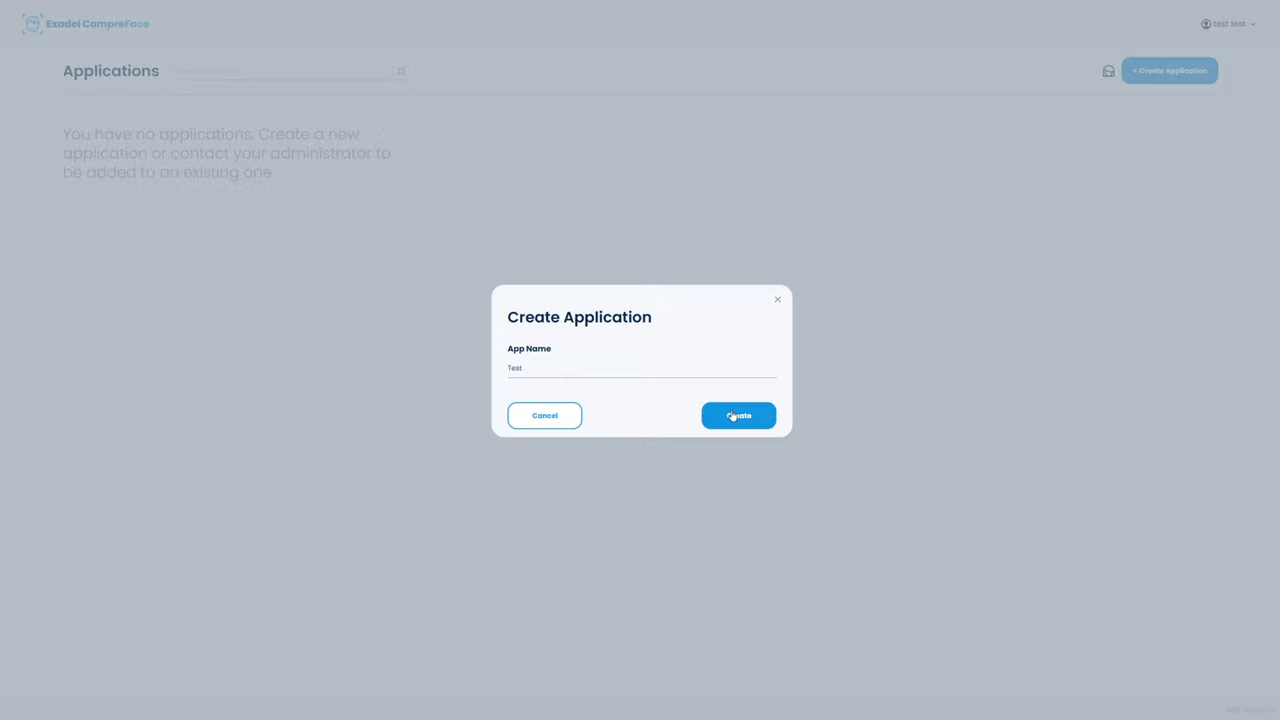 Exadel CompreFace
test test
Applications
+ Create Application
You have no applications. Create a new
application or contact your administrator to
be added to an existing one
Create Application
App Name
Test
Cancel